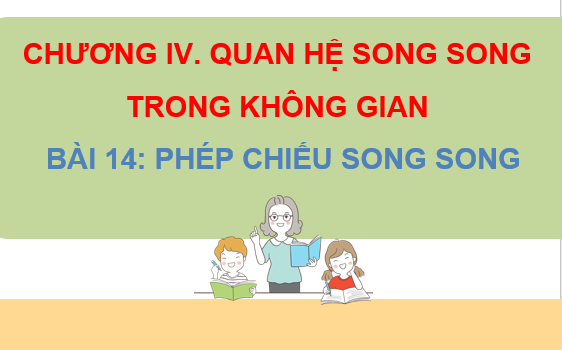 CHƯƠNG IV. QUAN HỆ SONG SONG
TRONG KHÔNG GIAN
BÀI 14: PHÉP CHIẾU SONG SONG